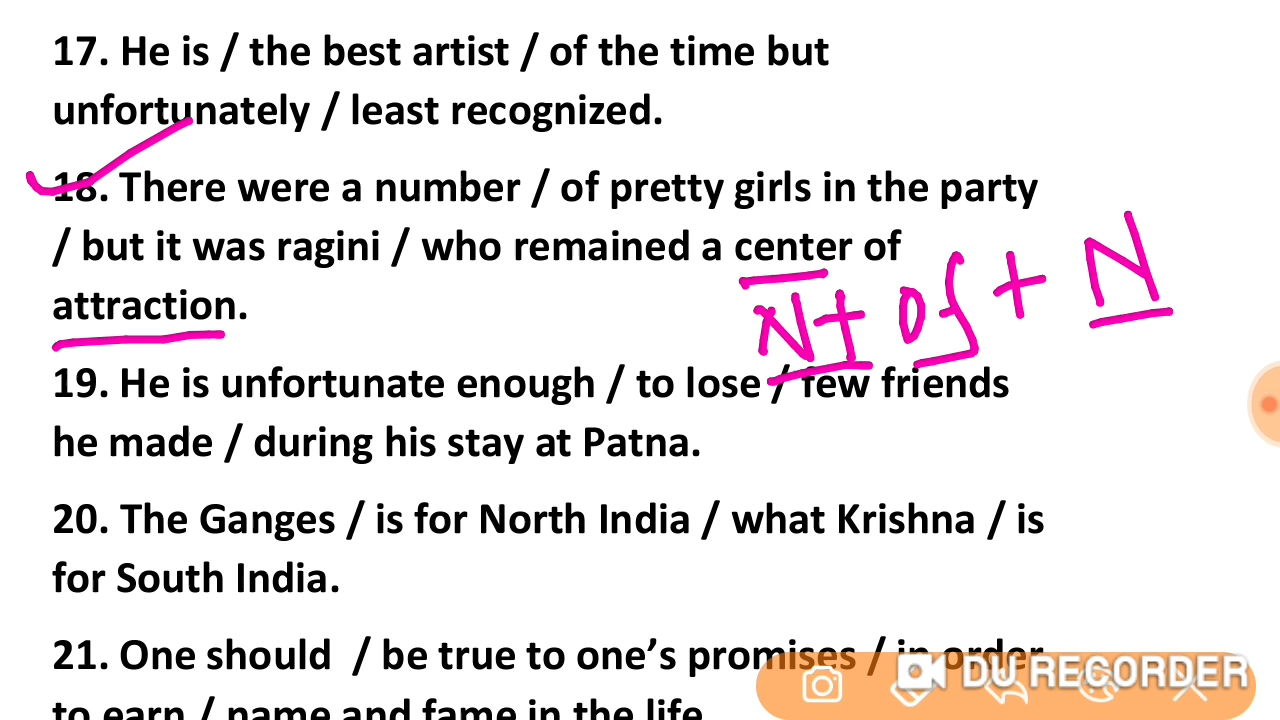 17. He is / the best artist / of the time but
unfortunately / least recognized.
18. There were a number / of pretty girls in the party
/ but it was ragini / who remained a center of
attraction.
N + of + N
19. He is unfortunate enough / to lose / few friends
he made / during his stay at Patna.
20. The Ganges / is for North India / what Krishna / is
for South India.
21. One should / be true to one's promises / in order
to earn / name and fame in the life
DU RECORDER